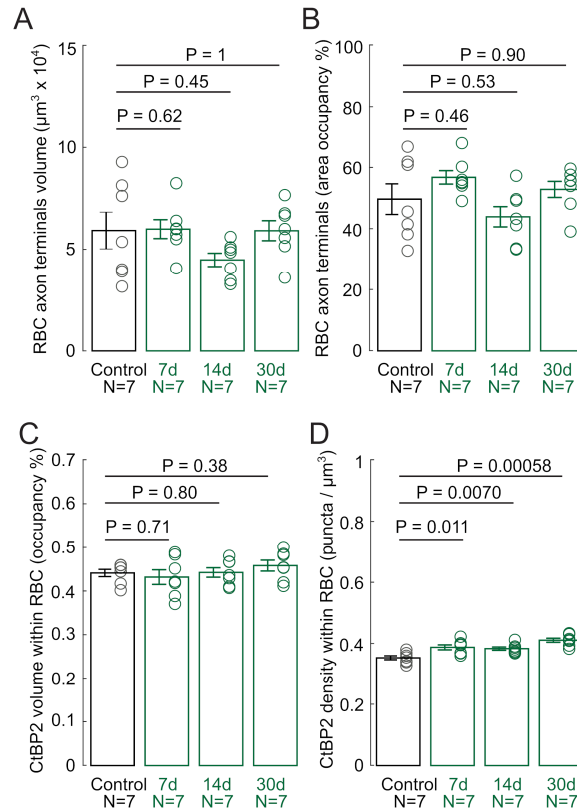 A
RBC axon terminals volume (μm³ x 10⁴)
15
10
5
0
P = 1
P = 0.45
P = 0.62
Control 7d 14d 30d
N=7 N=7 N=7 N=7
B
RBC axon terminals (area occupancy %)
100
80
60
40
20
0
P = 0.90
P = 0.53
P = 0.46
Control 7d 14d 30d
N=7 N=7 N=7 N=7
C
CtBP2 volume within RBC (occupancy %)
0.7
0.6
0.5
0.4
0.4
0.2
0.1
0
P = 0.38
P = 0.80
P = 0.71
Control 7d 14d 30d
N=7 N=7 N=7 N=7
D
CtBP2 density within RBC (puncta / μm³)
1
0.8
0.6
0.4
0.2
0
P = 0.00058
P = 0.0070
P = 0.011
Control 7d 14d 30d
N=7 N=7 N=7 N=7